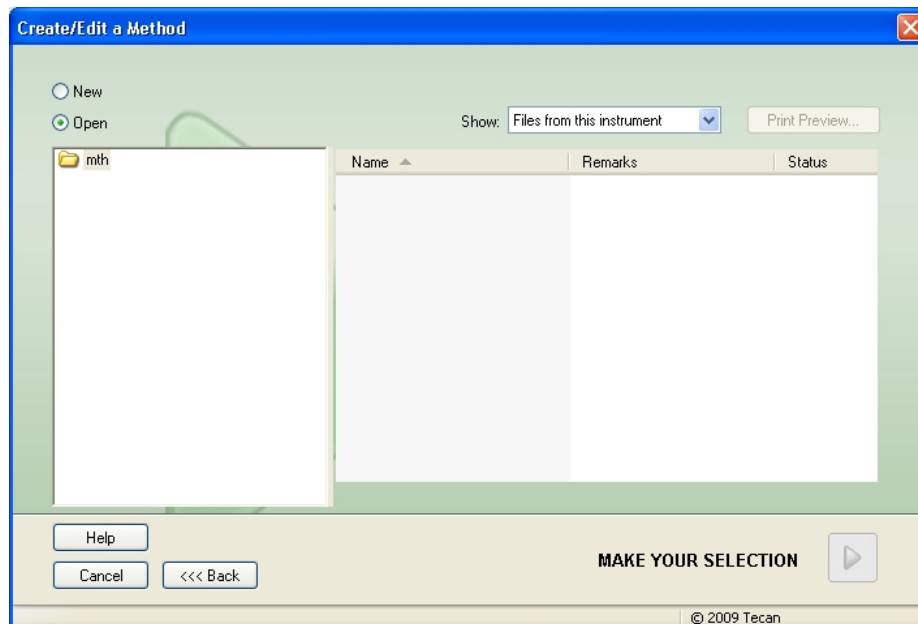 Create/Edit a Method
New
Open
Show: Files from this instrument Print Preview...
mth
Name Remarks Status
Help
Cancel <<< Back
MAKE YOUR SELECTION
© 2009 Tecan